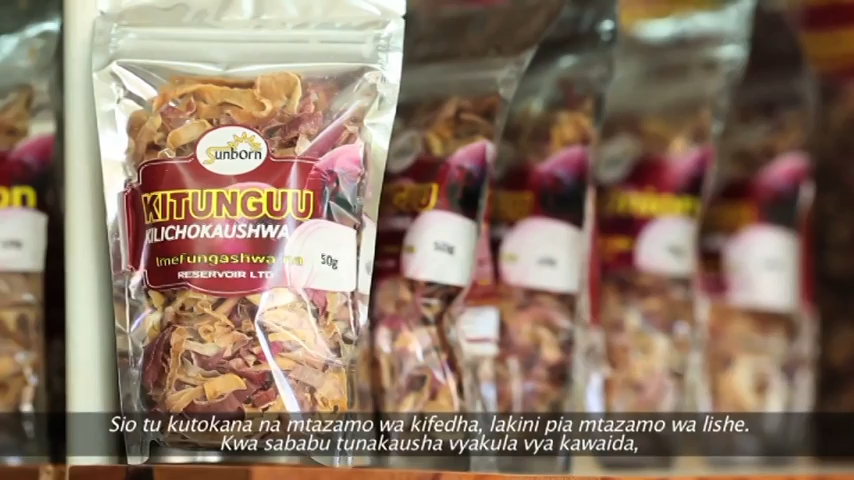 Sunborn
KITUNGUU
KILICHOKAUSHWA
Imefungashwa na
RESERVOIR LTD
50g
50g
Sio tu kutokana na mtazamo wa kifedha, lakini pia mtazamo wa lishe.
Kwa sababu tunakausha vyakula vya kawaida,